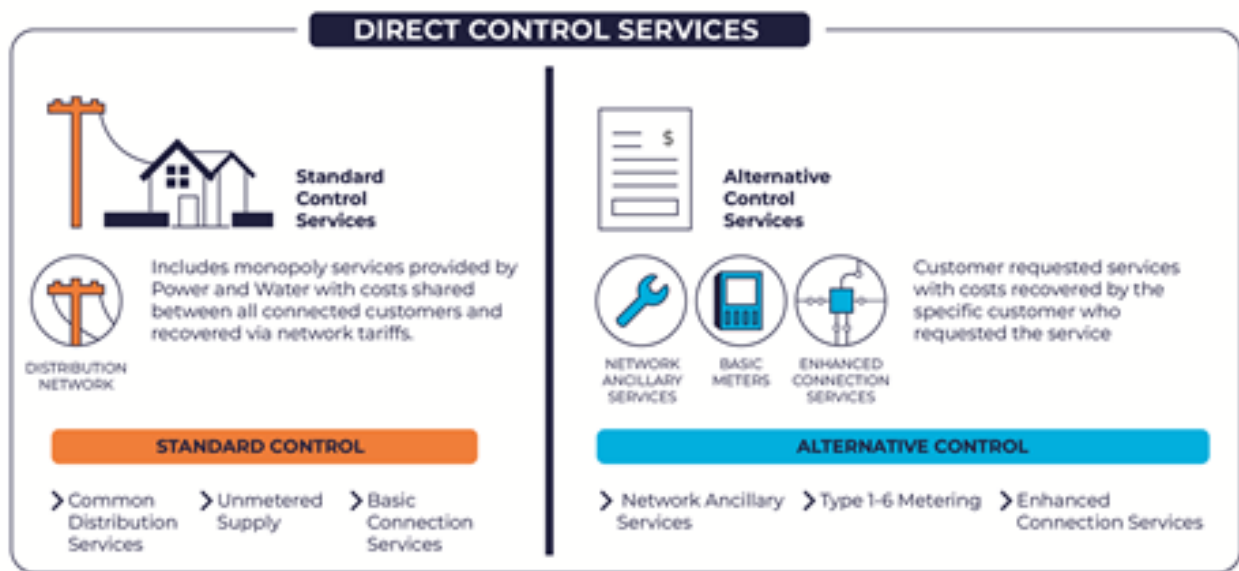 DIRECT CONTROL SERVICES
Standard
Control
Services
Includes monopoly services provided by
Power and Water with costs shared
between all connected customers and
recovered via network tariffs.
DISTRIBUTION
NETWORK
STANDARD CONTROL
Common
Distribution
Services
Unmetered
Supply
Basic
Connection
Services
$
Alternative
Control
Services
NETWORK
ANCILLARY
SERVICES
BASIC
METERS
ENHANCED
CONNECTION
SERVICES
Customer requested services
with costs recovered by the
specific customer who
requested the service
ALTERNATIVE CONTROL
Network Ancillary
Services
Type 1-6 Metering
Enhanced
Connection Services